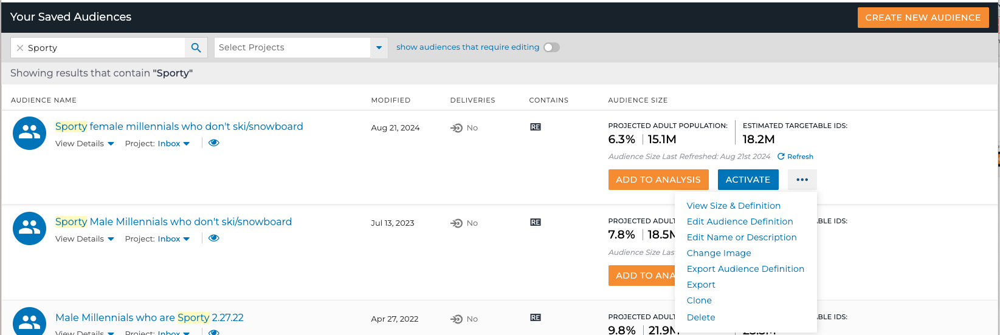 Your Saved Audiences
CREATE NEW AUDIENCE
Sporty
Select Projects
show audiences that require editing
Showing results that contain "Sporty"
AUDIENCE NAME MODIFIED DELIVERIES CONTAINS AUDIENCE SIZE
Sporty female millennials who don't ski/snowboard
View Details Project: Inbox
Aug 21, 2024
No
RE
PROJECTED ADULT POPULATION: ESTIMATED TARGETABLE IDS:
6.3% 15.1M 18.2M
Audience Size Last Refreshed: Aug 21st 2024 Refresh
ADD TO ANALYSIS ACTIVATE
View Size & Definition
Edit Audience Definition
Edit Name or Description
Change Image
Export Audience Definition
Export
Clone
Delete
Sporty Male Millennials who don't ski/snowboard
View Details Project: Inbox
Jul 13, 2023
No
RE
PROJECTED ADULT IDS:
7.8% 18.5
Audience Size
ADD TO
Male Millennials who are Sporty 2.27.22
View Details Project: Inbox
Apr 27, 2022
No
RE
PROJECTED ADULT IDS:
9.8% 21.9M